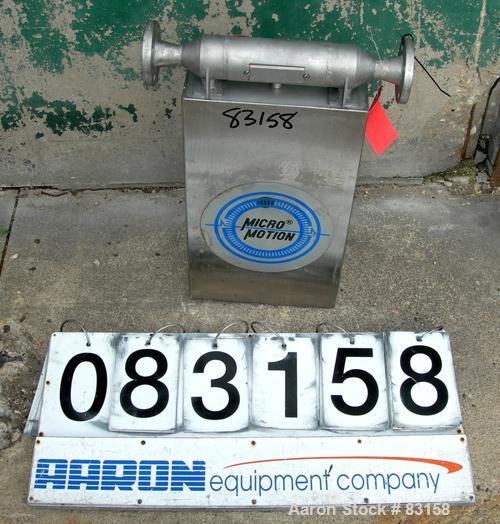 83158
MICRO®
MOTION
083158
AARON equipment company
Aaron Stock # 83158